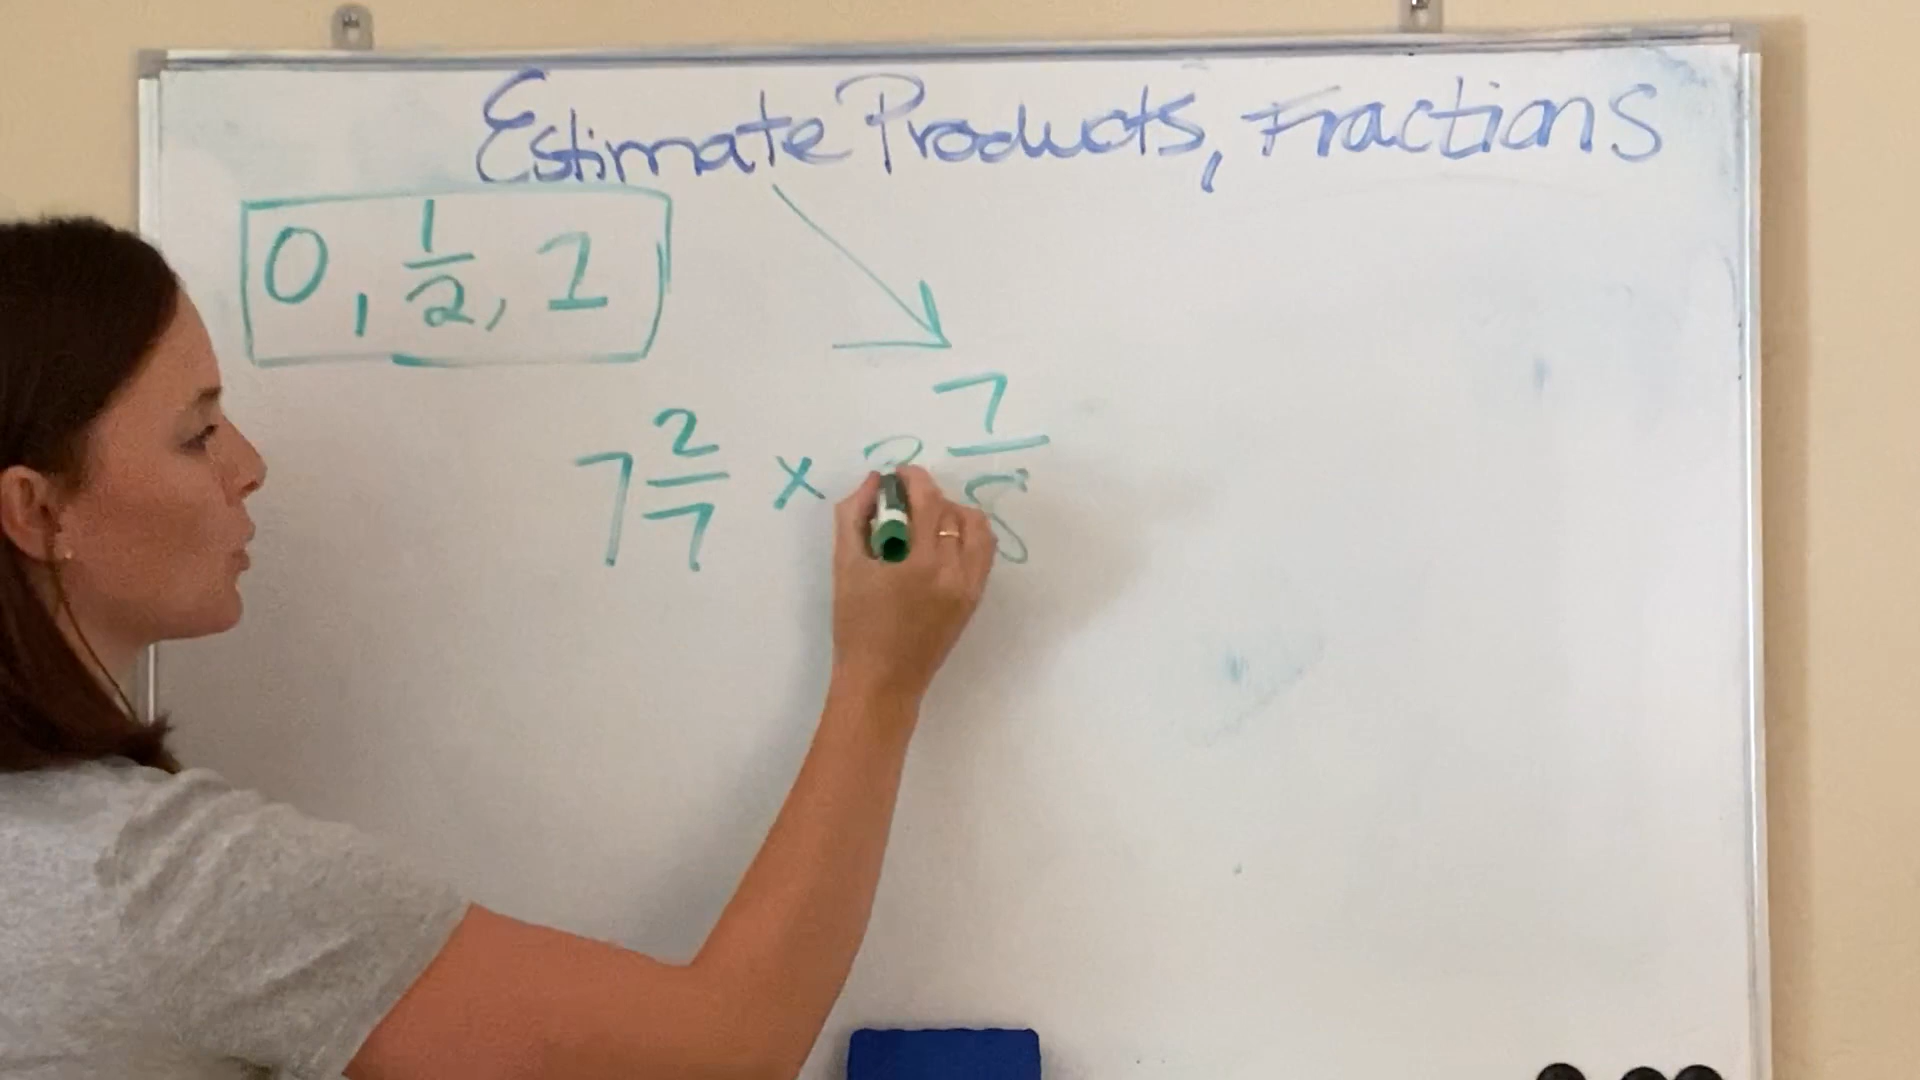 Estimate Products, Fractions
0, 1/2, 1
7 2/7 x 7/8